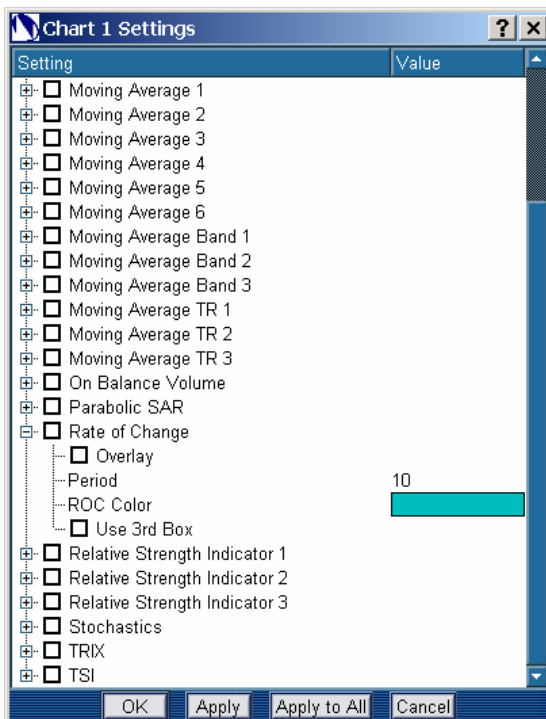 Chart 1 Settings
Setting Value
Moving Average 1
Moving Average 2
Moving Average 3
Moving Average 4
Moving Average 5
Moving Average 6
Moving Average Band 1
Moving Average Band 2
Moving Average Band 3
Moving Average TR 1
Moving Average TR 2
Moving Average TR 3
On Balance Volume
Parabolic SAR
Rate of Change
Overlay
Period 10
ROC Color
Use 3rd Box
Relative Strength Indicator 1
Relative Strength Indicator 2
Relative Strength Indicator 3
Stochastics
TRIX
TSI
OK Apply Apply to All Cancel